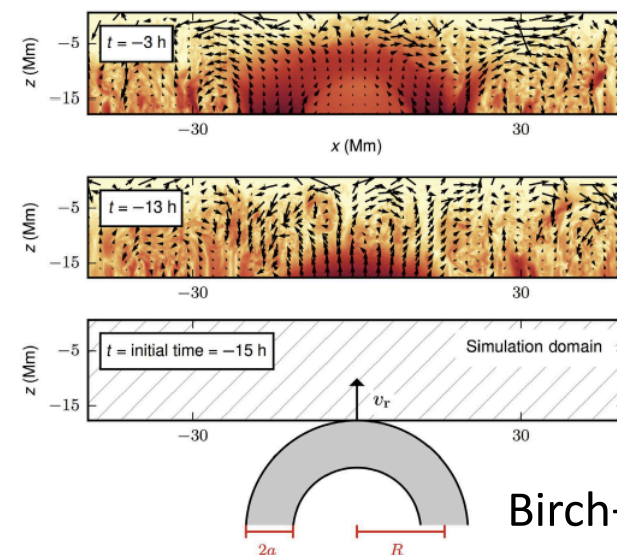 z (Mm)
−5
−15
t = −3 h
−30
30
x (Mm)
z (Mm)
−5
−15
t = −13 h
−30
30
z (Mm)
−5
−15
t = initial time = −15 h
Simulation domain
v_r
−30
30
Birch-
2a
R